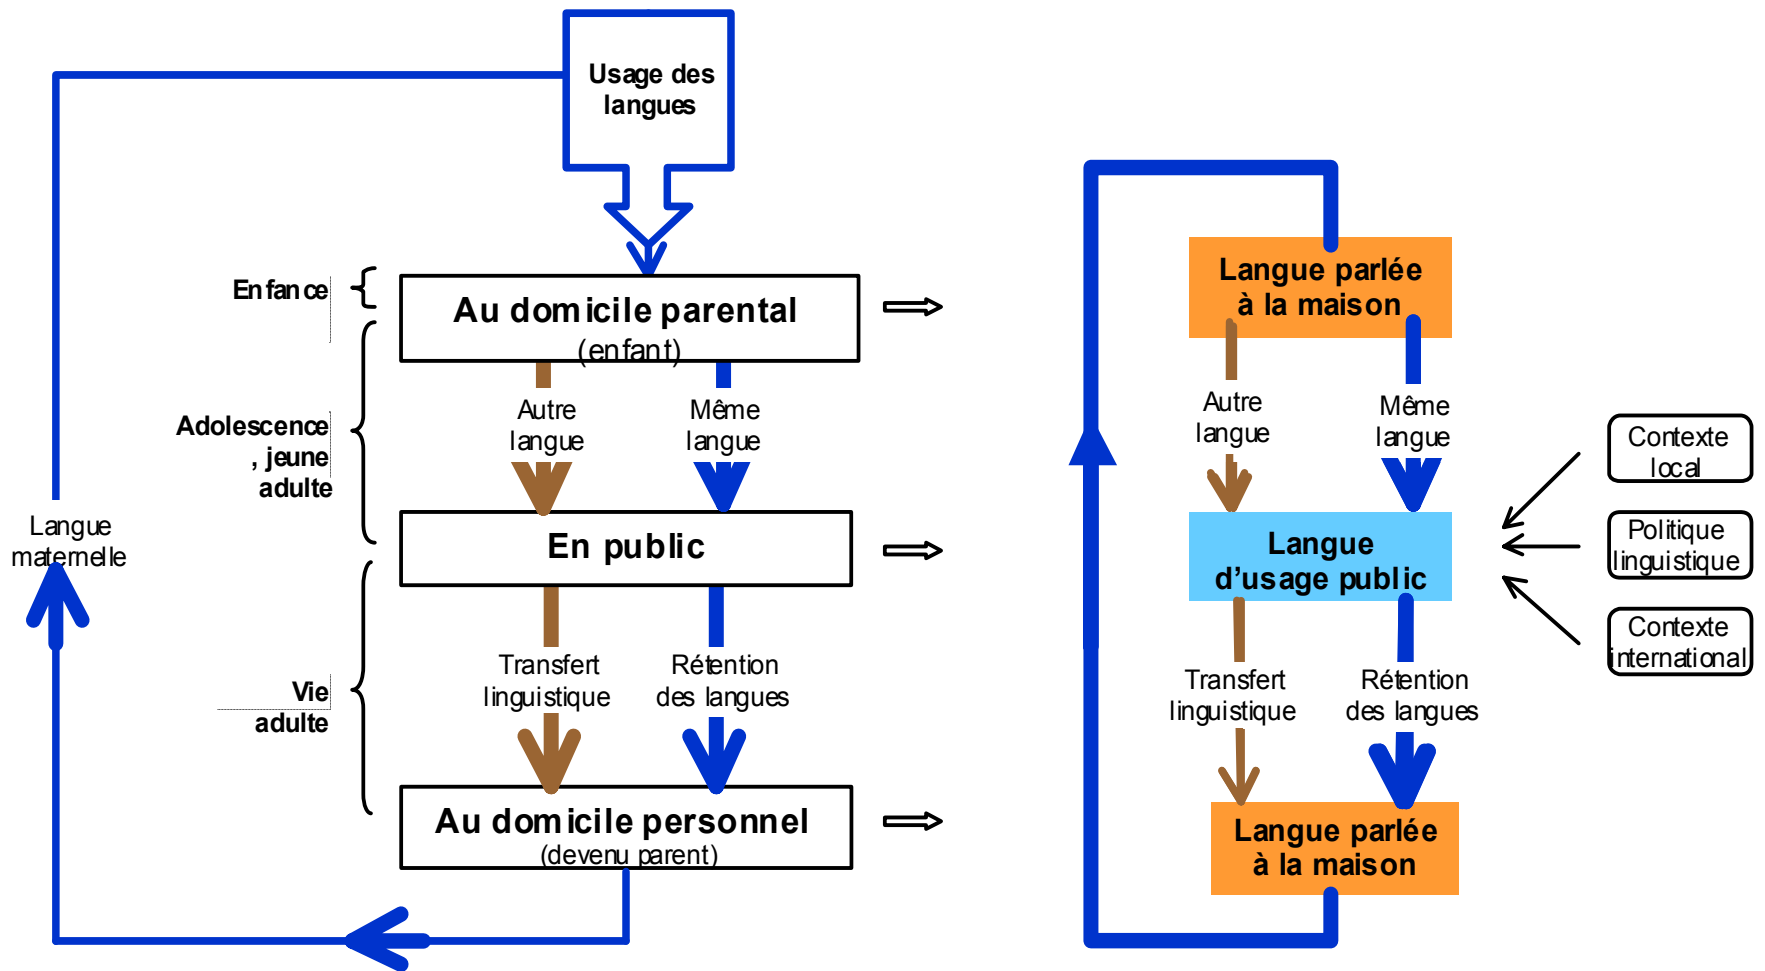 Usage des
langues
Enfance
Au domicile parental
(enfant)
Autre
langue
Même
langue
Adolescence
, jeune
adulte
En public
Langue
maternelle
Transfert
linguistique
Rétention
des langues
Vie
adulte
Au domicile personnel
(devenu parent)
Langue parlée
à la maison
Autre
langue
Même
langue
Contexte
local
Langue
d’usage public
Politique
linguistique
Contexte
international
Transfert
linguistique
Rétention
des langues
Langue parlée
à la maison